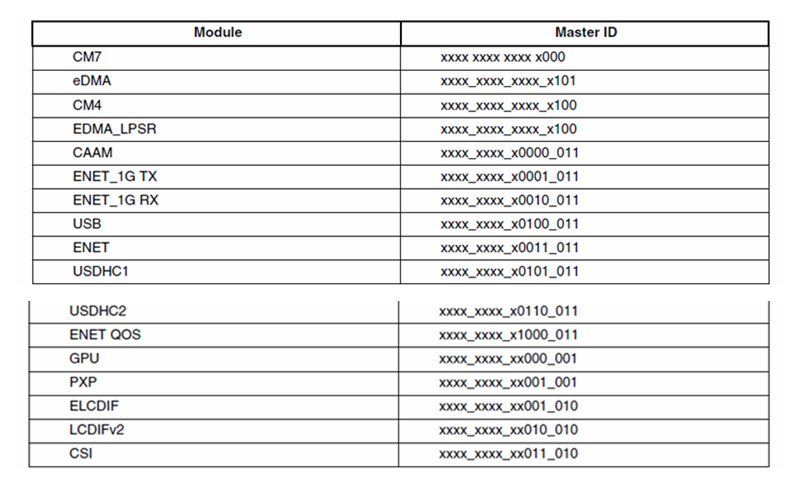 Module Master ID
CM7 xxxx xxxx xxxx x000
eDMA xxxx_xxxx_xxxx_x101
CM4 xxxx_xxxx_xxxx_x100
EDMA_LPSR xxxx_xxxx_xxxx_x100
CAAM xxxx_xxxx_x0000_011
ENET_1G TX xxxx_xxxx_x0001_011
ENET_1G RX xxxx_xxxx_x0010_011
USB xxxx_xxxx_x0100_011
ENET xxxx_xxxx_x0011_011
USDHC1 xxxx_xxxx_x0101_011
USDHC2 xxxx_xxxx_x0110_011
ENET QOS xxxx_xxxx_x1000_011
GPU xxxx_xxxx_xx000_001
PXP xxxx_xxxx_xx001_001
ELCDIF xxxx_xxxx_xx001_010
LCDIFv2 xxxx_xxxx_xx010_010
CSI xxxx_xxxx_xx011_010